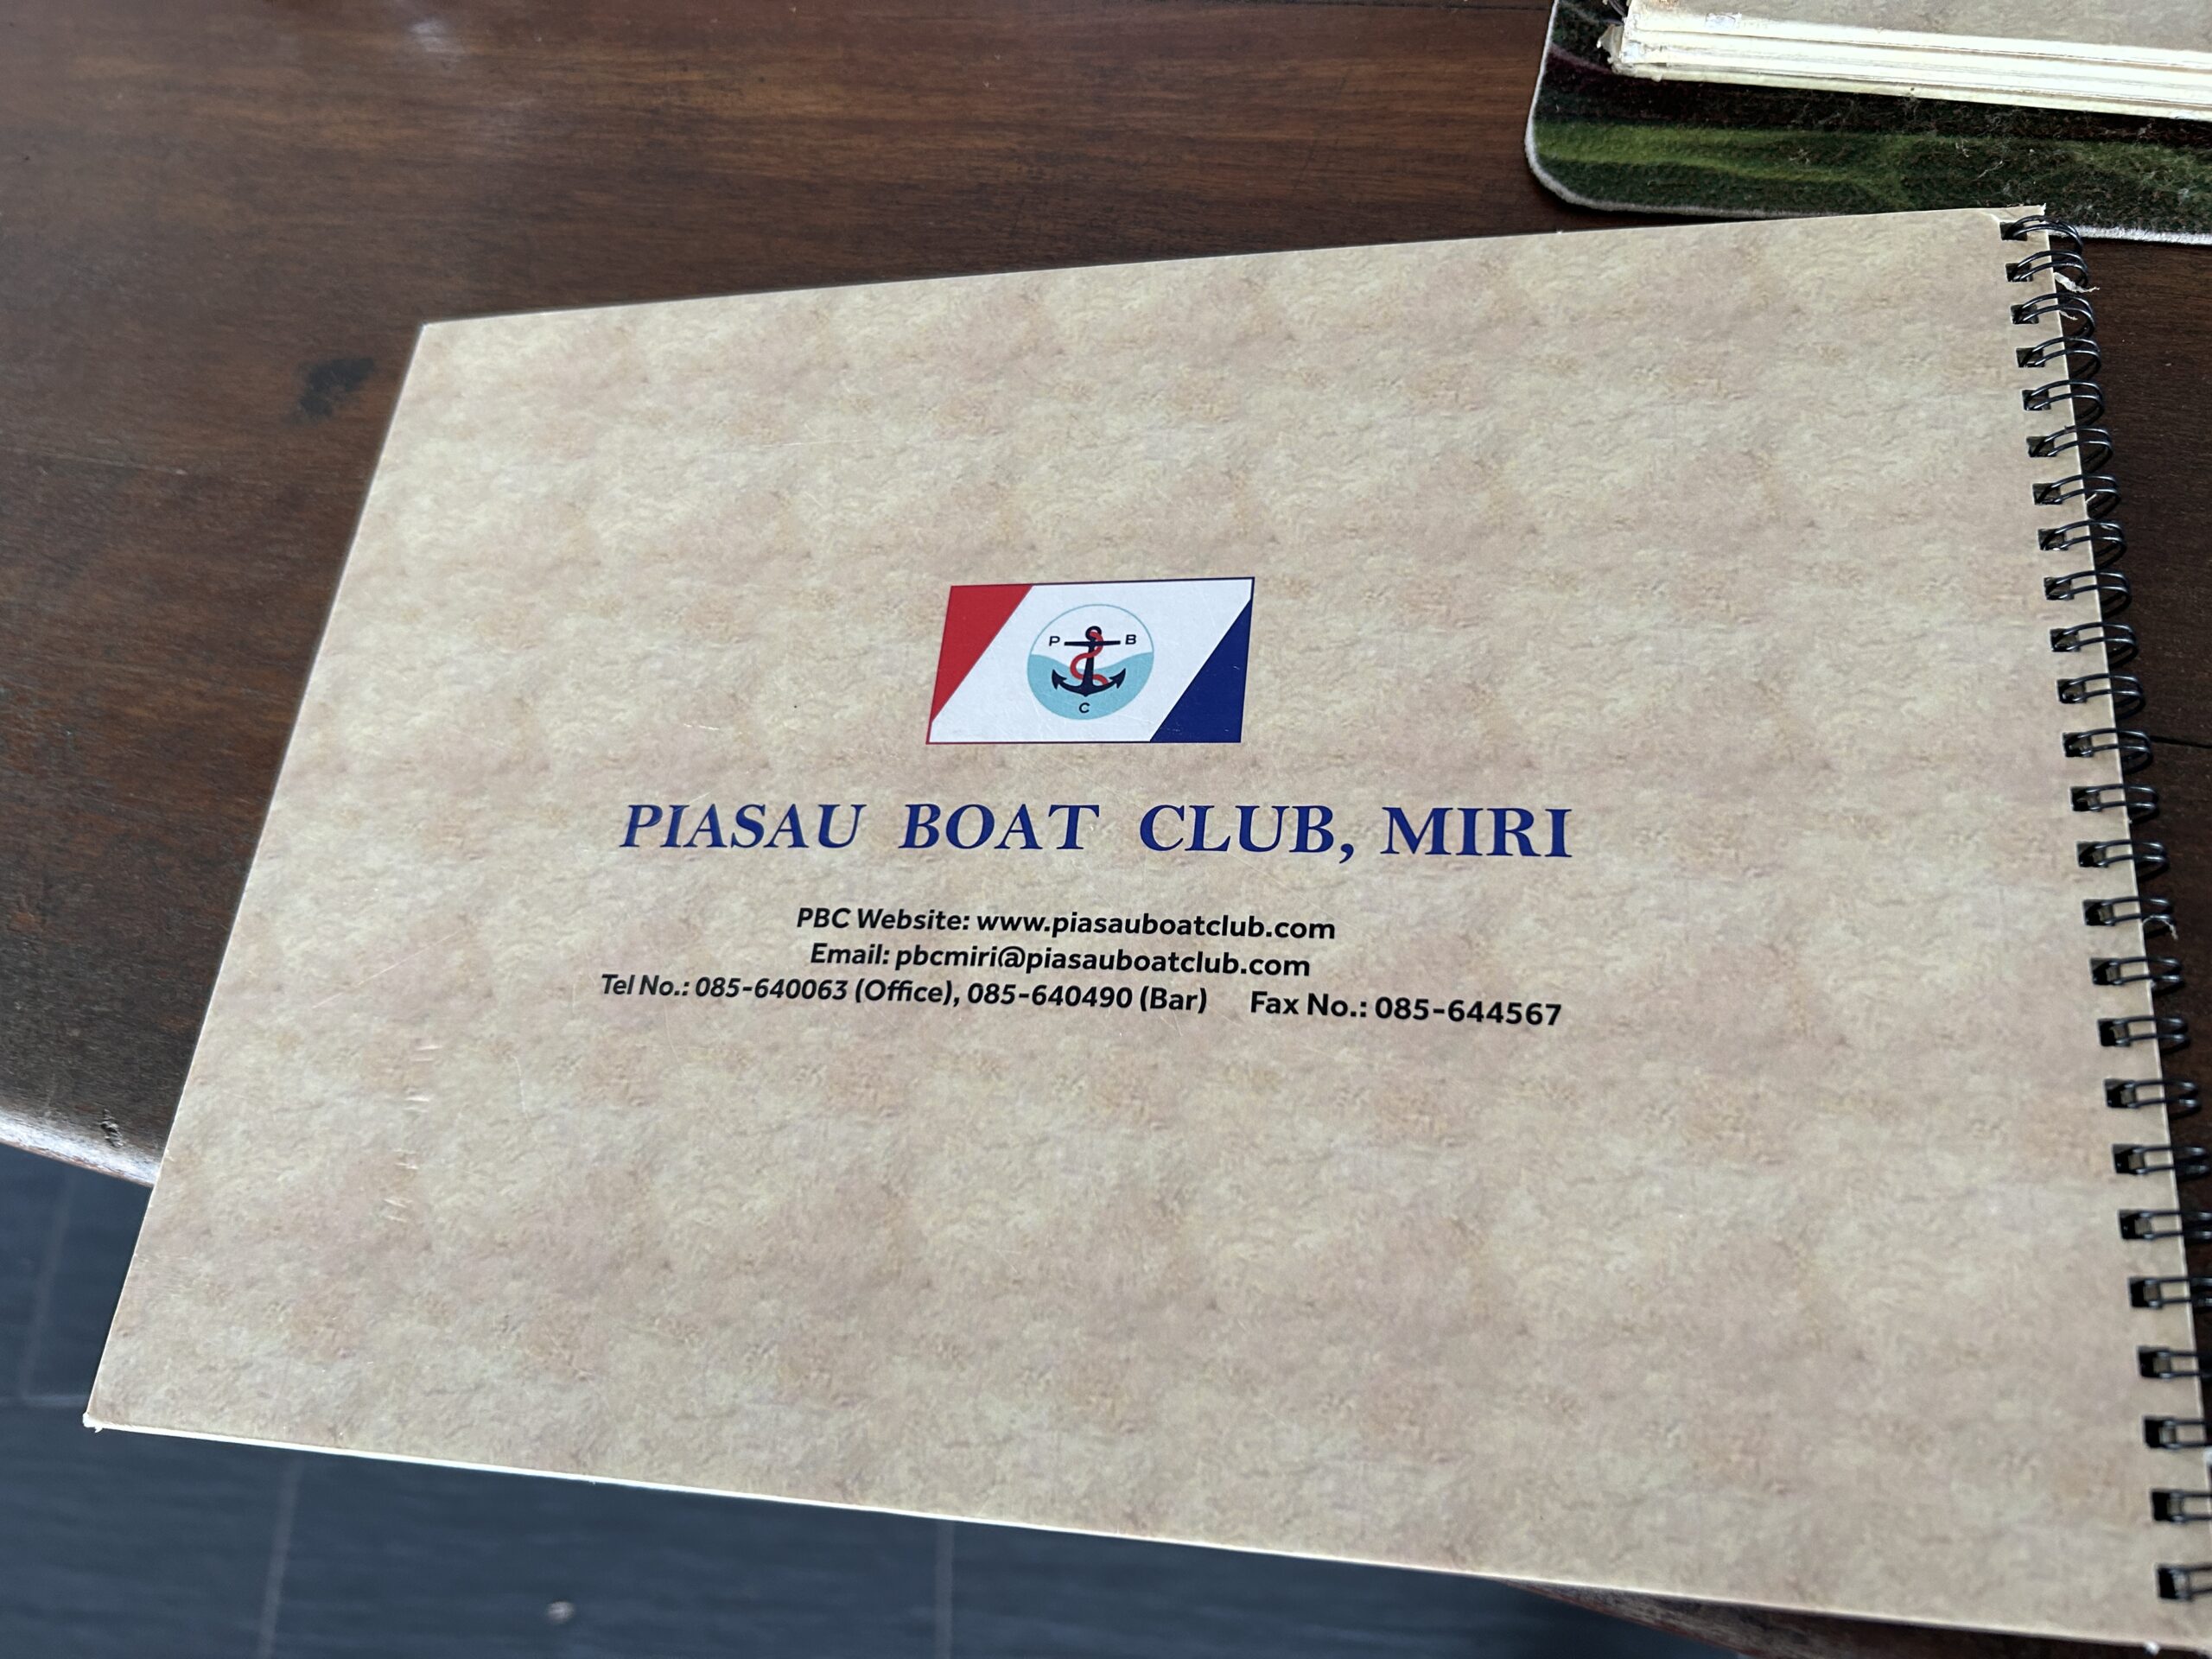 P B
C
PIASAU BOAT CLUB, MIRI
PBC Website: www.piasauboatclub.com
Email: pbcmiri@piasauboatclub.com
Tel No.: 085-640063 (Office), 085-640490 (Bar) Fax No.: 085-644567